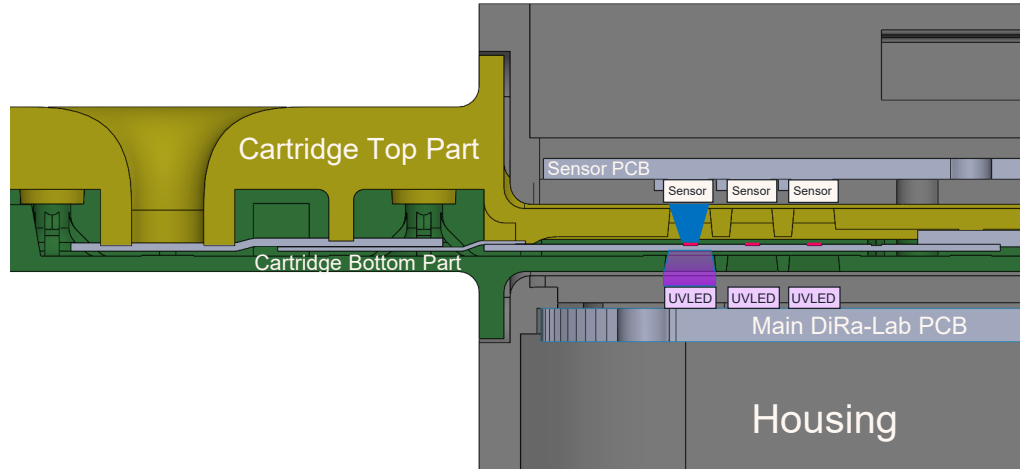 Cartridge Top Part
Sensor PCB
Sensor Sensor Sensor
Cartridge Bottom Part
UVLED UVLED UVLED
Main DiRa-Lab PCB
Housing